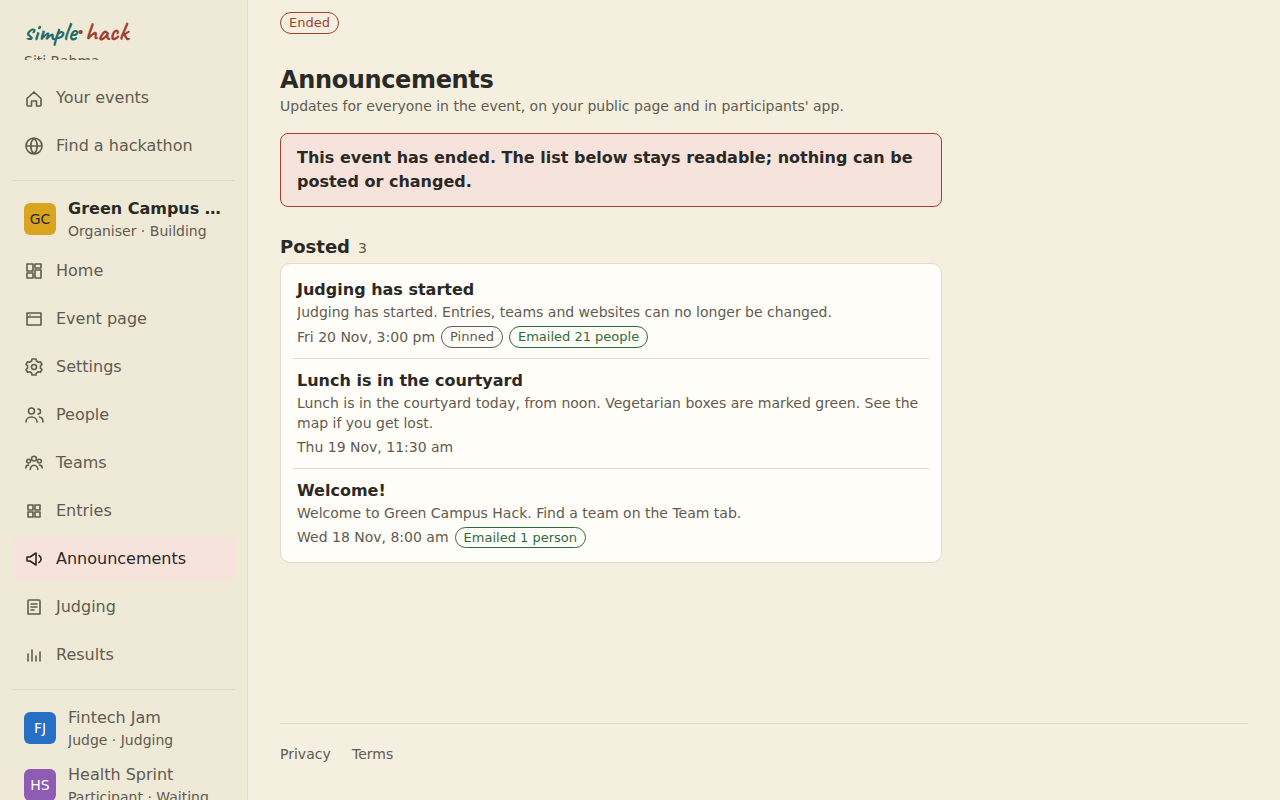 simple hack
Siti Rahma
Your events
Find a hackathon
GC
Green Campus …
Organiser · Building
Home
Event page
Settings
People
Teams
Entries
Announcements
Judging
Results
FJ
Fintech Jam
Judge · Judging
HS
Health Sprint
Participant · Waiting
Ended
Announcements
Updates for everyone in the event, on your public page and in participants' app.
This event has ended. The list below stays readable; nothing can be
posted or changed.
Posted 3
Judging has started
Judging has started. Entries, teams and websites can no longer be changed.
Fri 20 Nov, 3:00 pm Pinned Emailed 21 people
Lunch is in the courtyard
Lunch is in the courtyard today, from noon. Vegetarian boxes are marked green. See the
map if you get lost.
Thu 19 Nov, 11:30 am
Welcome!
Welcome to Green Campus Hack. Find a team on the Team tab.
Wed 18 Nov, 8:00 am Emailed 1 person
Privacy Terms